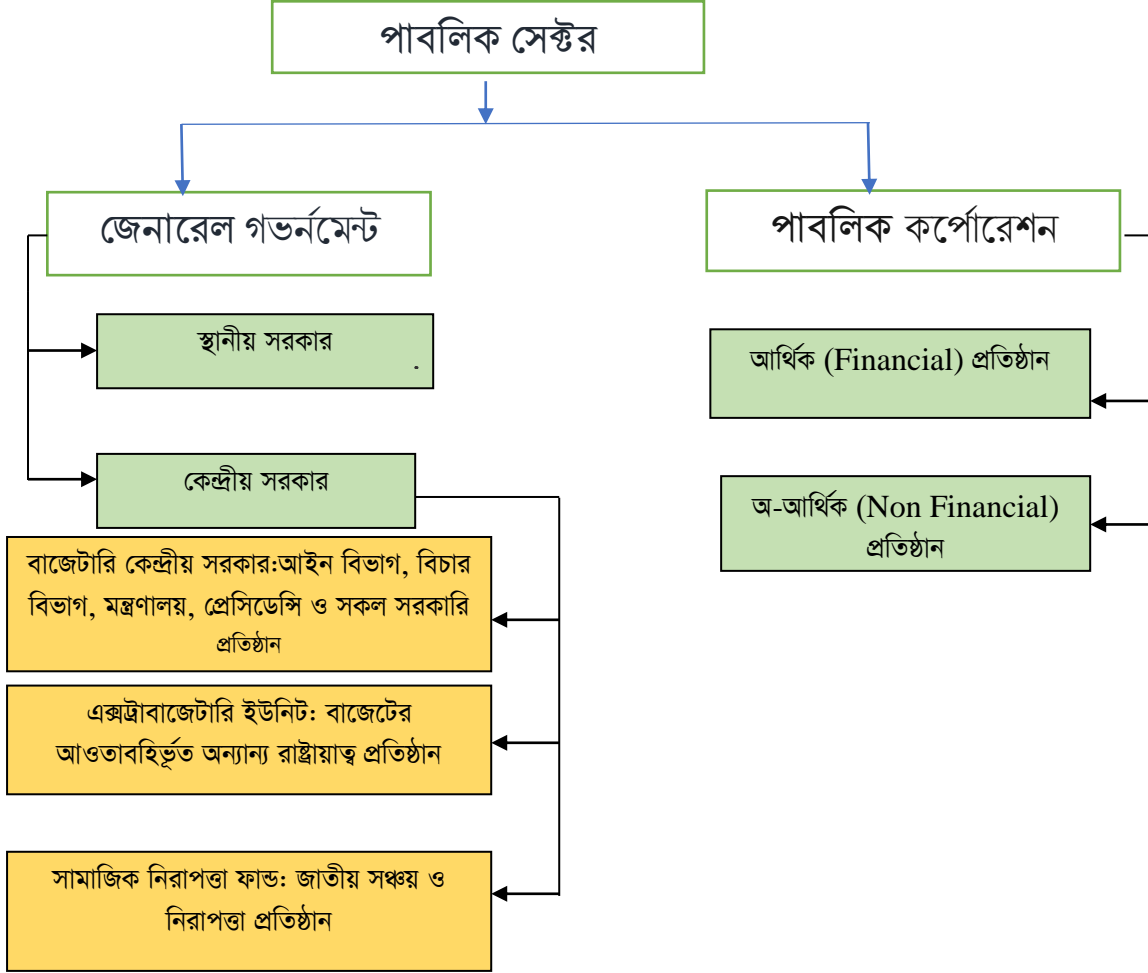 পাবলিক সেক্টর
জেনারেল গভর্নমেন্ট
স্থানীয় সরকার
.
কেন্দ্রীয় সরকার
বাজেটারি কেন্দ্রীয় সরকার:আইন বিভাগ, বিচার
বিভাগ, মন্ত্রণালয়, প্রেসিডেন্সি ও সকল সরকারি
প্রতিষ্ঠান
এক্সট্রাবাজেটারি ইউনিট: বাজেটের
আওতাবহির্ভূত অন্যান্য রাষ্ট্রায়াত্ব প্রতিষ্ঠান
সামাজিক নিরাপত্তা ফান্ড: জাতীয় সঞ্চয় ও
নিরাপত্তা প্রতিষ্ঠান
পাবলিক কর্পোরেশন
আর্থিক (Financial) প্রতিষ্ঠান
অ-আর্থিক (Non Financial)
প্রতিষ্ঠান